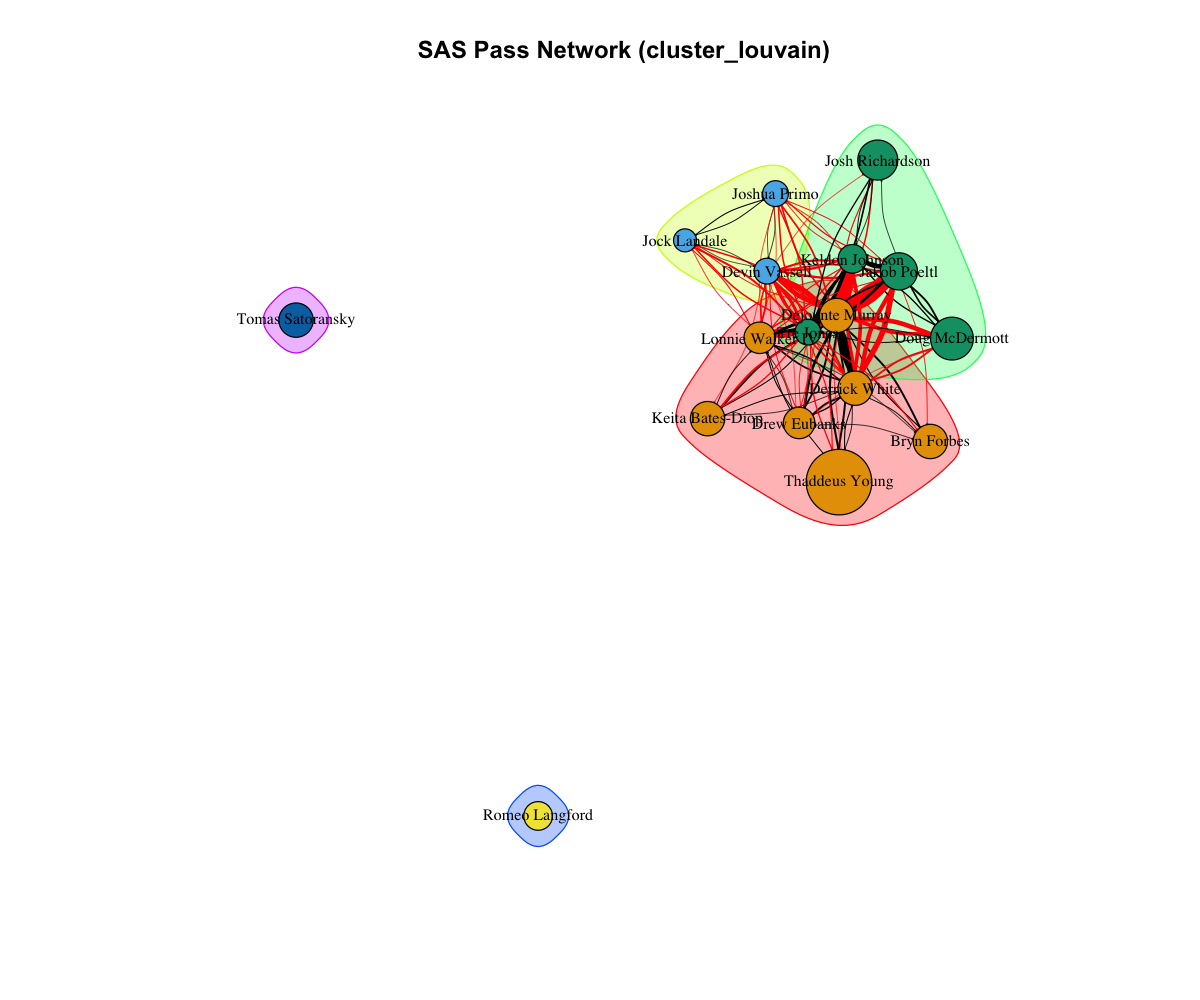 SAS Pass Network (cluster_louvain)
Josh Richardson
Joshua Primo
Jock Landale
Keldon Johnson
Devin Vassell
Jakob Poeltl
Dejounte Murray
Tomas Satoransky
Lonnie Walker IV
Doug McDermott
Derrick White
Keita Bates-Diop
Drew Eubanks
Bryn Forbes
Thaddeus Young
Romeo Langford